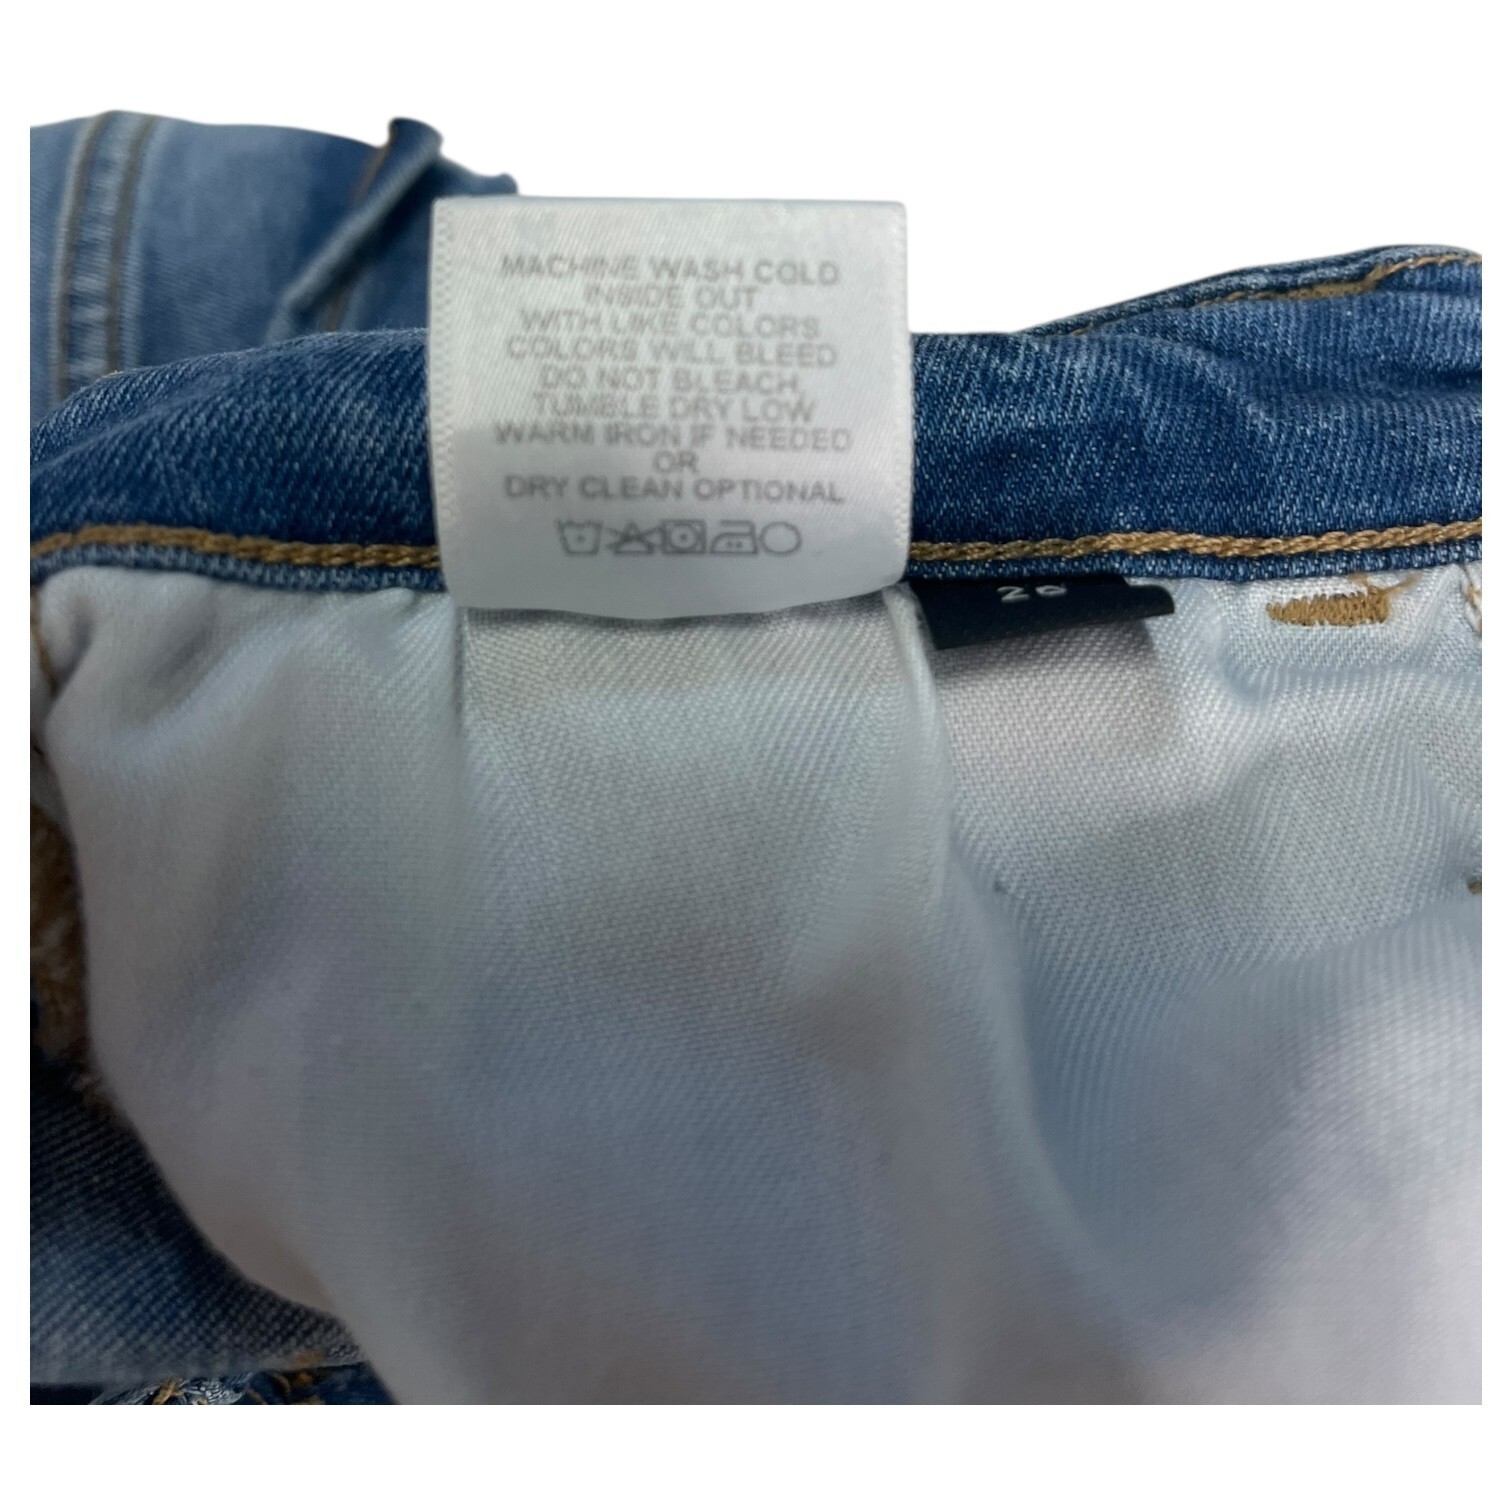 MACHINE WASH COLD
INSIDE OUT
WITH LIKE COLORS
COLORS WILL BLEED
DO NOT BLEACH,
TUMBLE DRY LOW
WARM IRON IF NEEDED
OR
DRY CLEAN OPTIONAL